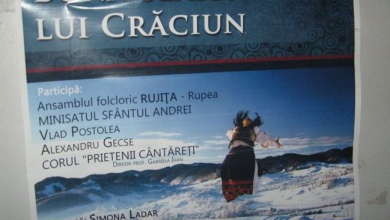 LUI CRĂCIUN
Participă:
Ansamblul folcloric RUJIȚA - Rupea
MINISATUL SFÂNTUL ANDREI
VLAD POSTOLEA
ALEXANDRU GECSE
CORUL "PRIETENII CÂNTĂREȚI"
SIMONA LADAR